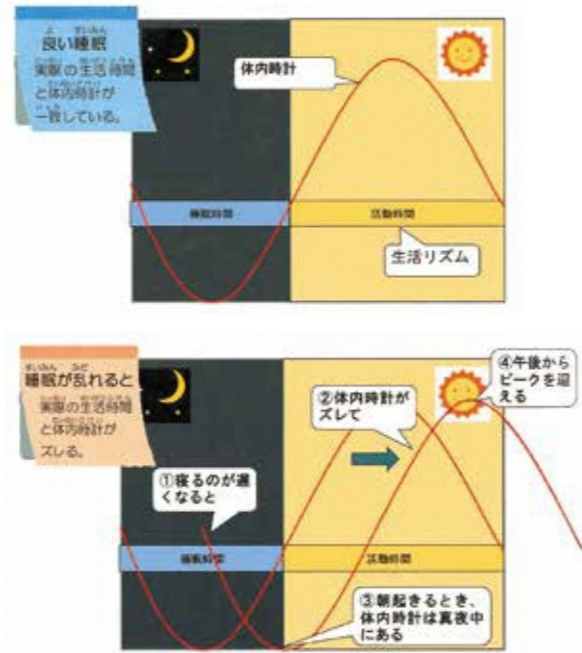 良い睡眠
実際の生活時間
と体内時計が
一致している。
体内時計
睡眠時間
活動時間
生活リズム
睡眠が乱れると
実際の生活時間
と体内時計が
ズレる。
①寝るのが遅
くなると
②体内時計が
ズレて
④午後から
ピークを迎
える
睡眠時間
活動時間
③朝起きるとき、
体内時計は真夜中
にある